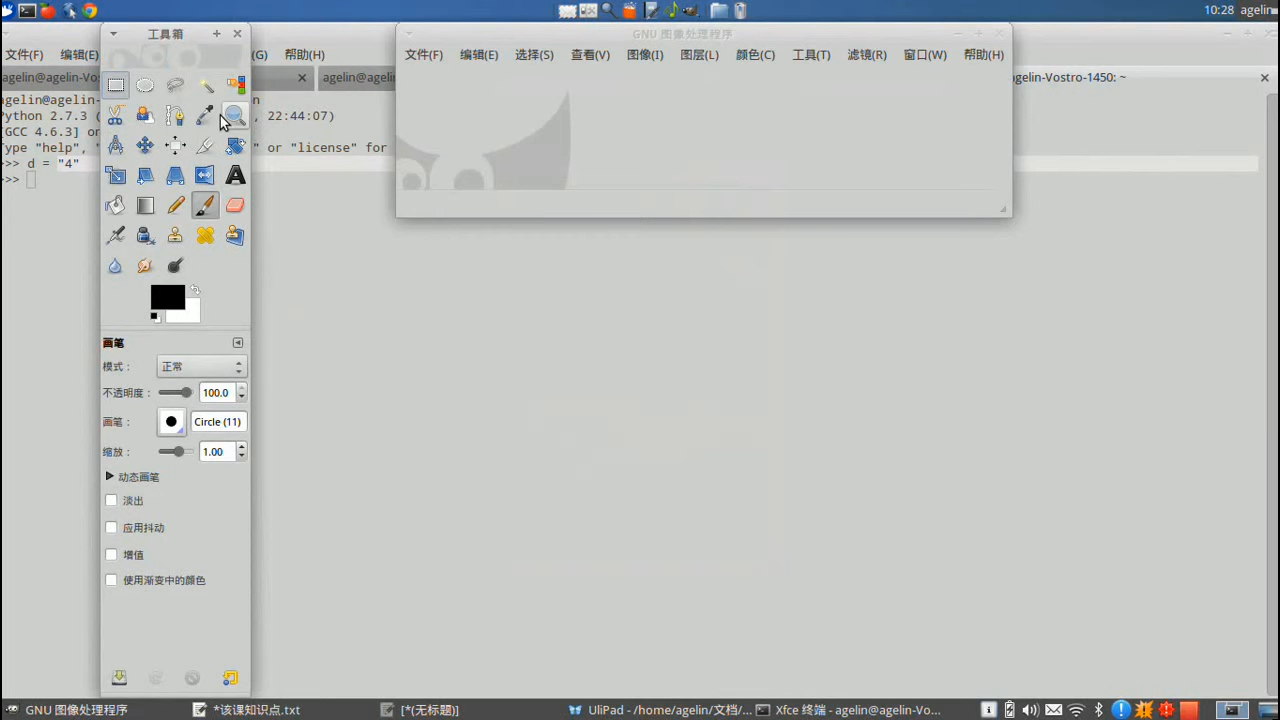 10:28 agelin
工具箱
GNU 图像处理程序
文件(F) 编辑(E) (G) 帮助(H)
文件(F) 编辑(E) 选择(S) 查看(V) 图像(I) 图层(L) 颜色(C) 工具(T) 滤镜(R) 窗口(W) 帮助(H)
agelin@agelin-Vos agelin@agelin- agelin-Vostro-1450: ~
agelin@agelin- on
Python 2.7.3 ( , 22:44:07)
[GCC 4.6.3] on
Type "help", " " or "license" for
>> d = "4"
>>
画笔
模式： 正常
不透明度： 100.0
画笔： Circle (11)
缩放： 1.00
动态画笔
淡出
应用抖动
增值
使用渐变中的颜色
GNU 图像处理程序 *该课知识点.txt [*(无标题)] UliPad - /home/agelin/文档/... Xfce 终端 - agelin@agelin-Vo...